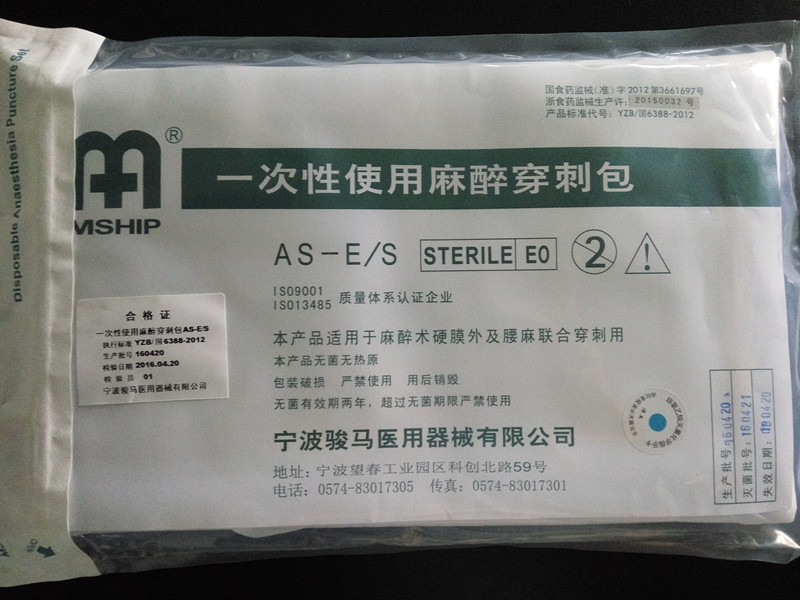 Disposable Anaesthesia Puncture Set
国食药监械(准)字2012第3661697号
浙食药监械生产许:20150032号
产品标准代号:YZB/国6388-2012
®
MSHIP
一次性使用麻醉穿刺包
AS-E/S STERILE EO 2
ISO9001
ISO13485 质量体系认证企业
本产品适用于麻醉术硬膜外及腰麻联合穿刺用
本产品无菌无热原
包装破损 严禁使用 用后销毁
无菌有效期两年，超过无菌期限严禁使用
宁波骏马医用器械有限公司
地址:宁波望春工业园区科创北路59号
电话:0574-83017305 传真:0574-83017301
合格证
一次性使用麻醉穿刺包AS-E/S
执行标准 YZB/国6388-2012
生产批号 160420
检验日期 2016.04.20
检验员 01
宁波骏马医用器械有限公司
生产批号:160420
灭菌批号:160421
失效日期:180420